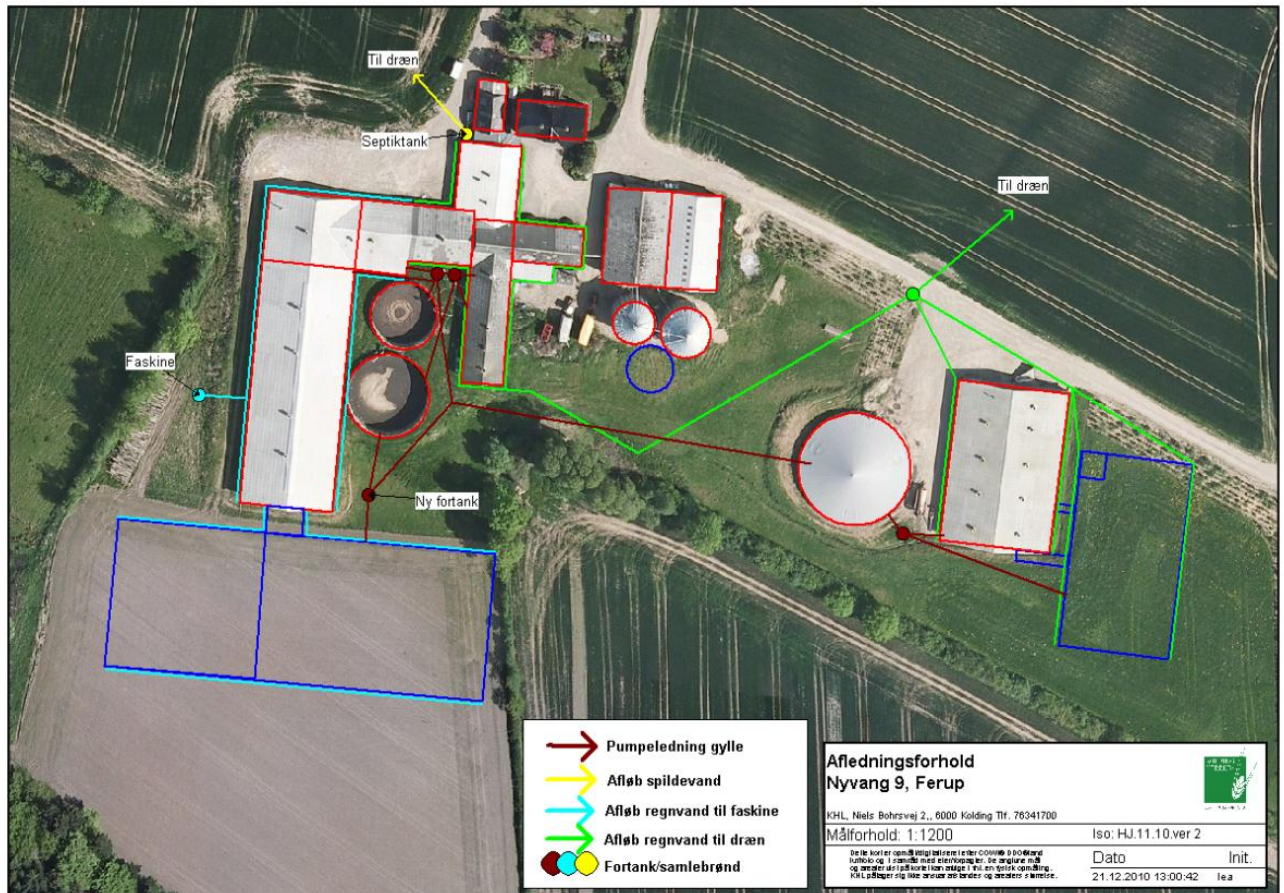 Til dræn
Septiktank
Til dræn
Faskine
Ny fortank
Pumpeledning gylle
Afløb spildevand
Afløb regnvand til faskine
Afløb regnvand til dræn
Fortank/samlebrønd
Afledningsforhold
Nyvang 9, Ferup
KHL, Niels Bohrsvej 2,, 6000 Kolding Tlf. 76341700
Målforhold: 1:1200
Iso: HJ.11.10.ver 2
Dato Init.
21.12.2010 13:00:42 lea